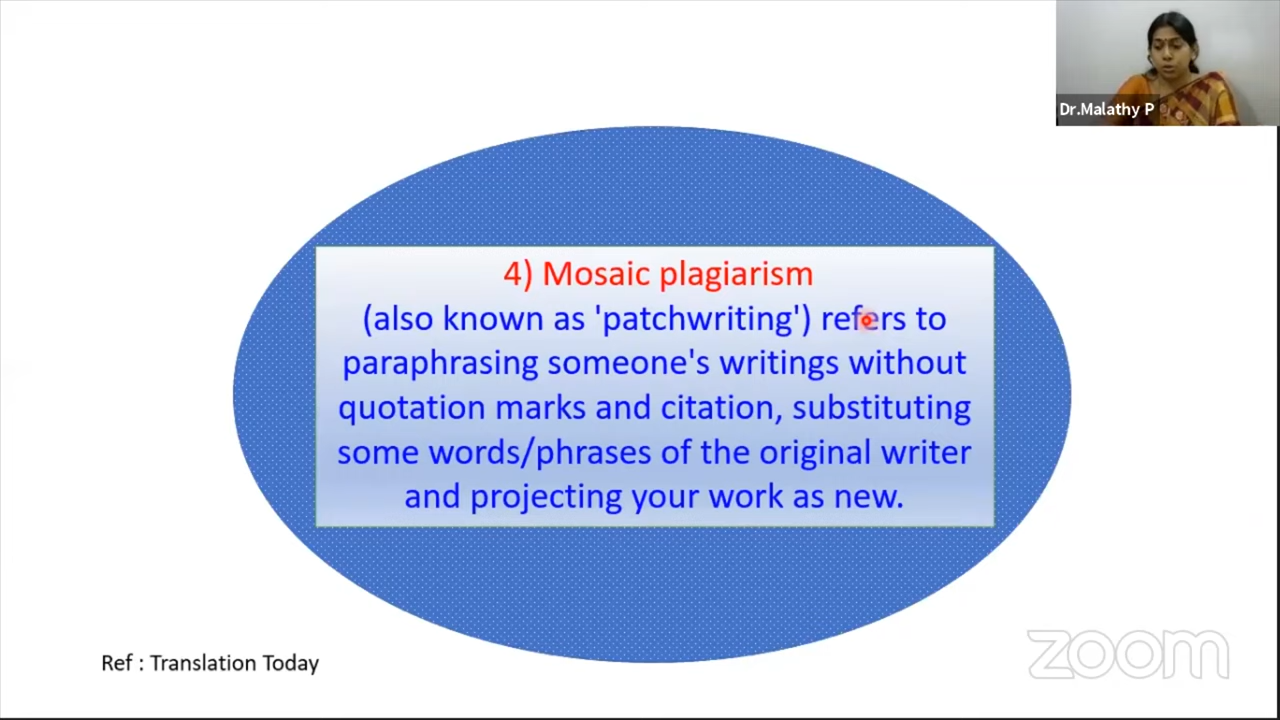 Dr.Malathy P
4) Mosaic plagiarism
(also known as 'patchwriting') refers to
paraphrasing someone's writings without
quotation marks and citation, substituting
some words/phrases of the original writer
and projecting your work as new.
Ref : Translation Today
zoom